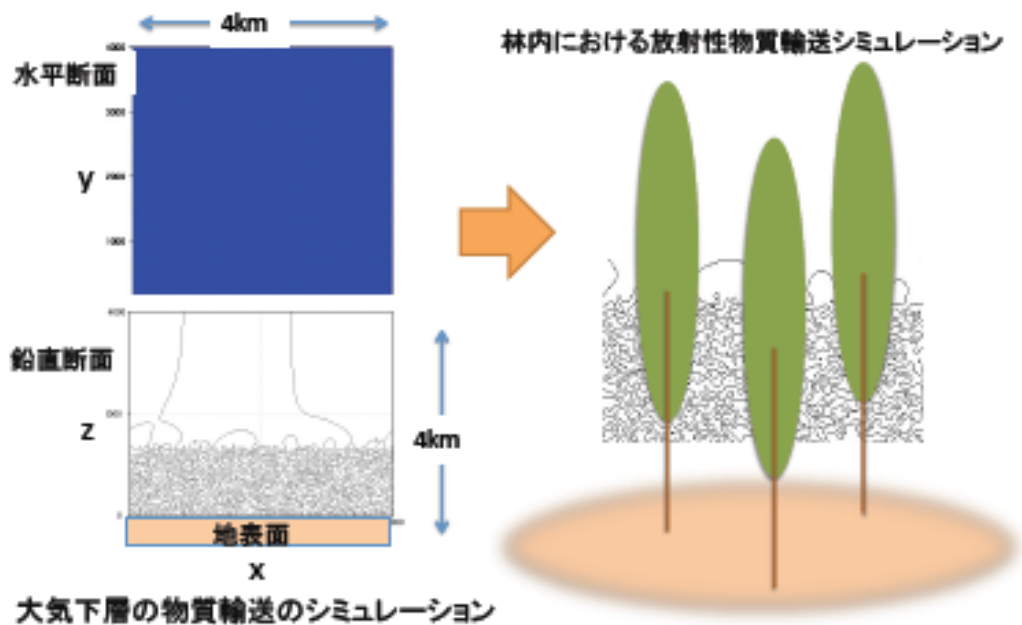 4km
林内における放射性物質輸送シミュレーション
水平断面
y
1000
鉛直断面
z
4km
地表面
x
大気下層の物質輸送のシミュレーション